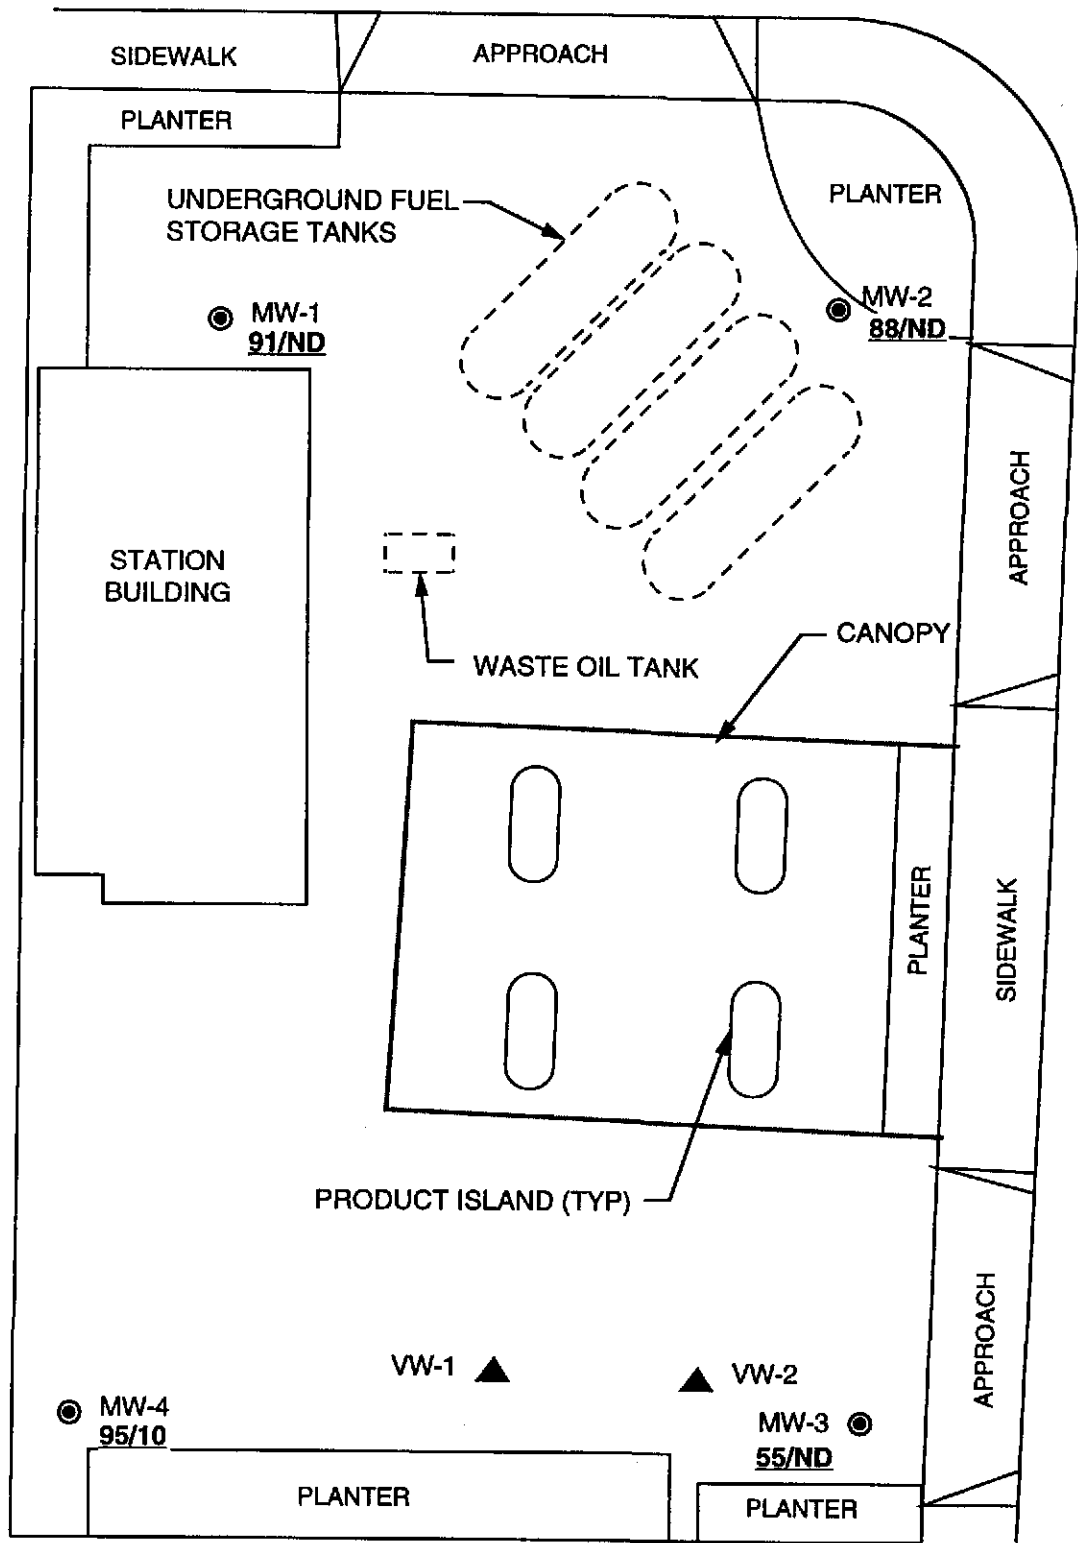 SIDEWALK
APPROACH
PLANTER
UNDERGROUND FUEL
STORAGE TANKS
PLANTER
MW-1
91/ND
MW-2
88/ND
STATION
BUILDING
APPROACH
WASTE OIL TANK
CANOPY
PLANTER
SIDEWALK
PRODUCT ISLAND (TYP)
APPROACH
VW-1
VW-2
MW-4
95/10
MW-3
55/ND
PLANTER
PLANTER